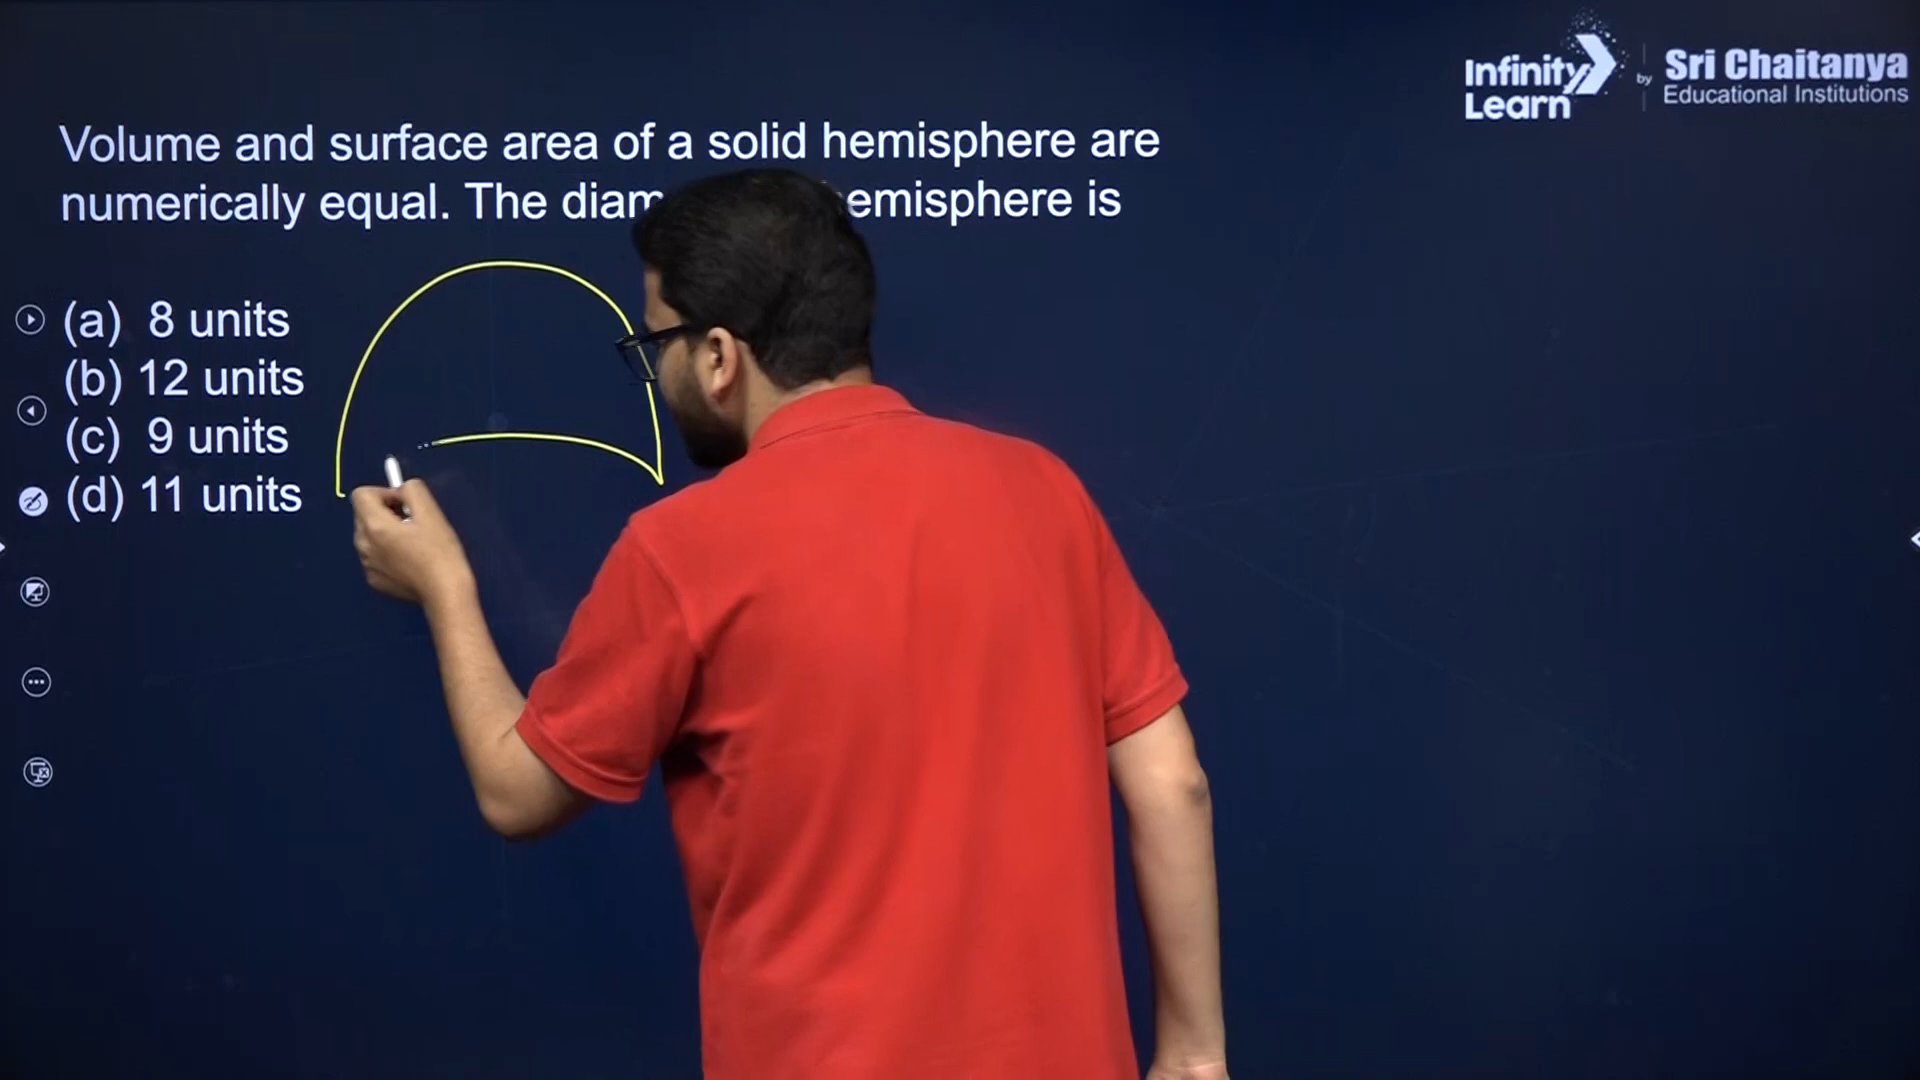 Infinity Learn by Sri Chaitanya Educational Institutions
Volume and surface area of a solid hemisphere are
numerically equal. The diam emisphere is
(a) 8 units
(b) 12 units
(c) 9 units
(d) 11 units